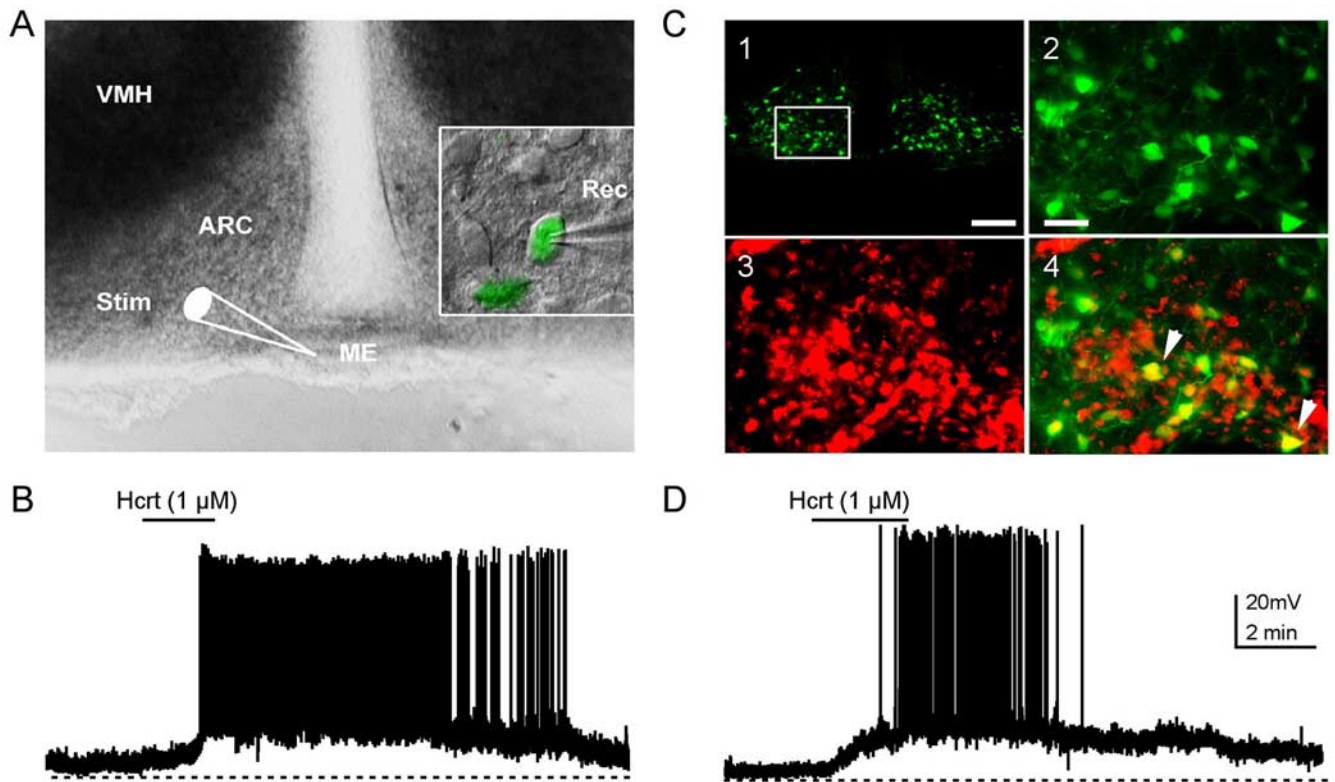 A
VMH
ARC
Stim
ME
Rec
C
1
2
3
4
B
Hcrt (1 µM)
D
Hcrt (1 µM)
20mV
2 min